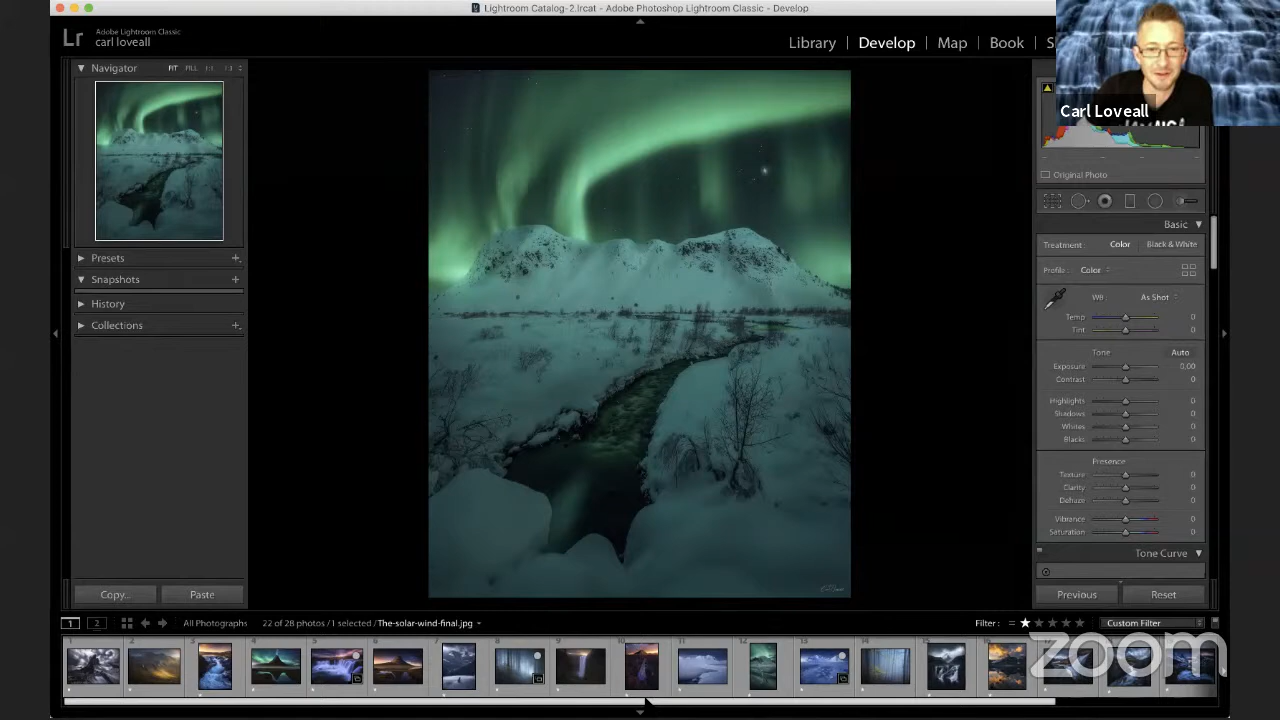 Lightroom Catalog-2.lrcat - Adobe Photoshop Lightroom Classic - Develop
Lr
Adobe Lightroom Classic
carl loveall
Library | Develop | Map | Book | S
Carl Loveall
Navigator FIT FILL 1:1
Original Photo
Basic
Treatment: Color Black & White
Profile: Color
WB As Shot
Temp 0
Tint 0
Tone Auto
Exposure 0.00
Contrast 0
Highlights 0
Shadows 0
Whites 0
Blacks 0
Presence
Texture 0
Clarity 0
Dehaze 0
Vibrance 0
Saturation 0
Tone Curve
Presets
Snapshots
History
Collections
Copy... Paste
Previous Reset
1 2 All Photographs 22 of 28 photos / 1 selected / The-solar-wind-final.jpg Filter: Custom Filter
zoom